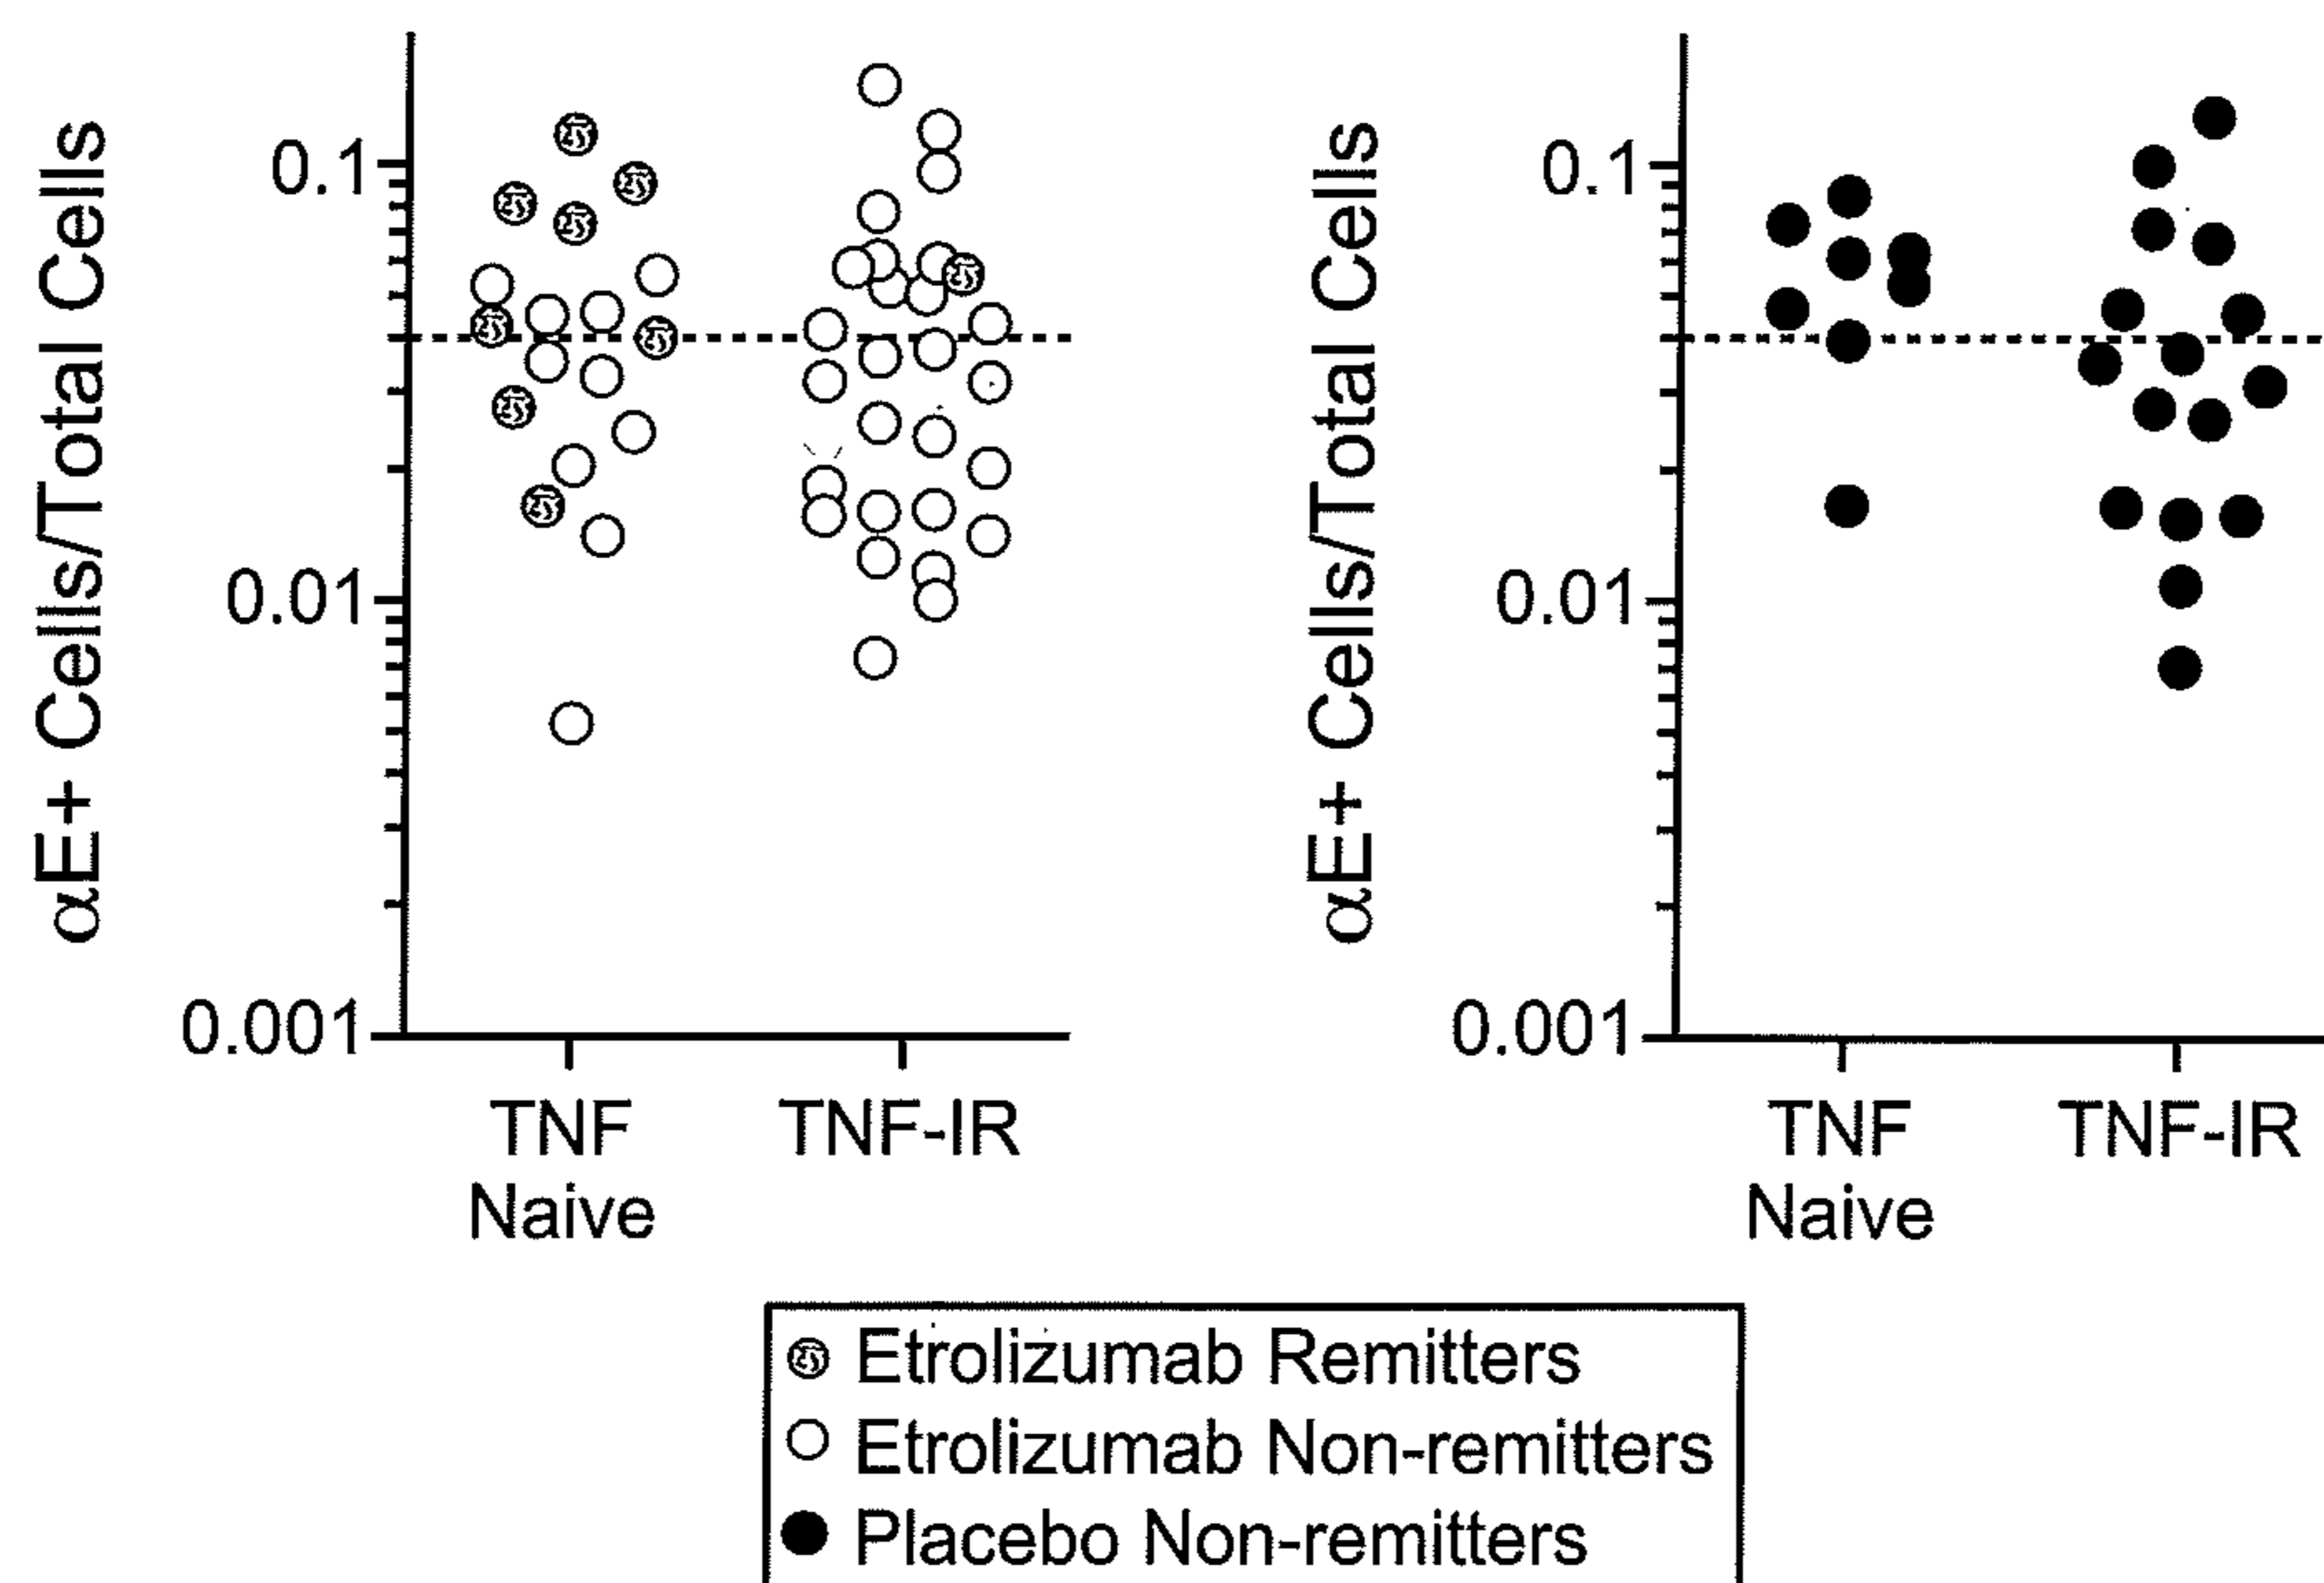 αE+ Cells/Total Cells
0.1
0.01
0.001
TNF
Naive
TNF-IR
αE+ Cells/Total Cells
0.1
0.01
0.001
TNF
Naive
TNF-IR
Etrolizumab Remitters
Etrolizumab Non-remitters
Placebo Non-remitters